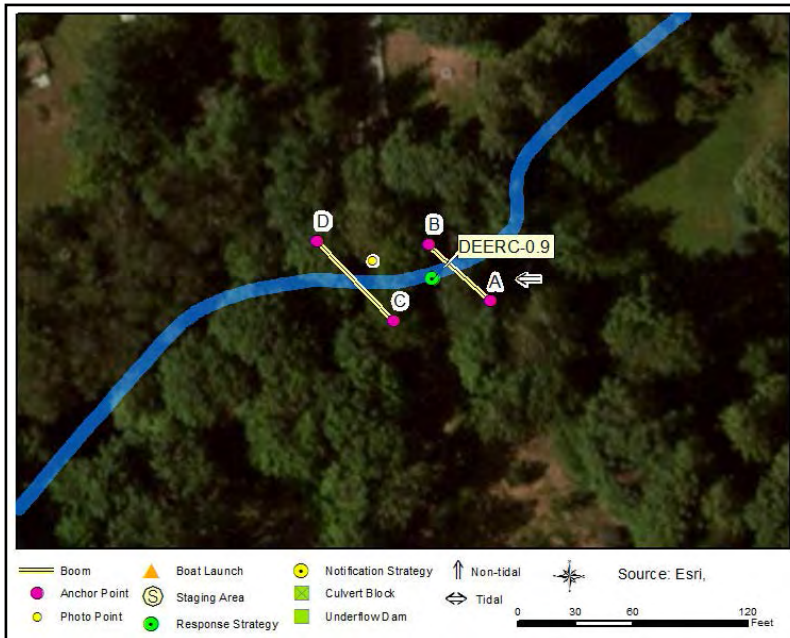 D
B
DEERC-0.9
A
C
Boom
Boat Launch
Notification Strategy
Non-tidal
Source: Esri,
Anchor Point
S
Staging Area
Culvert Block
Tidal
Photo Point
Response Strategy
Underflow Dam
0 30 60 120
Feet